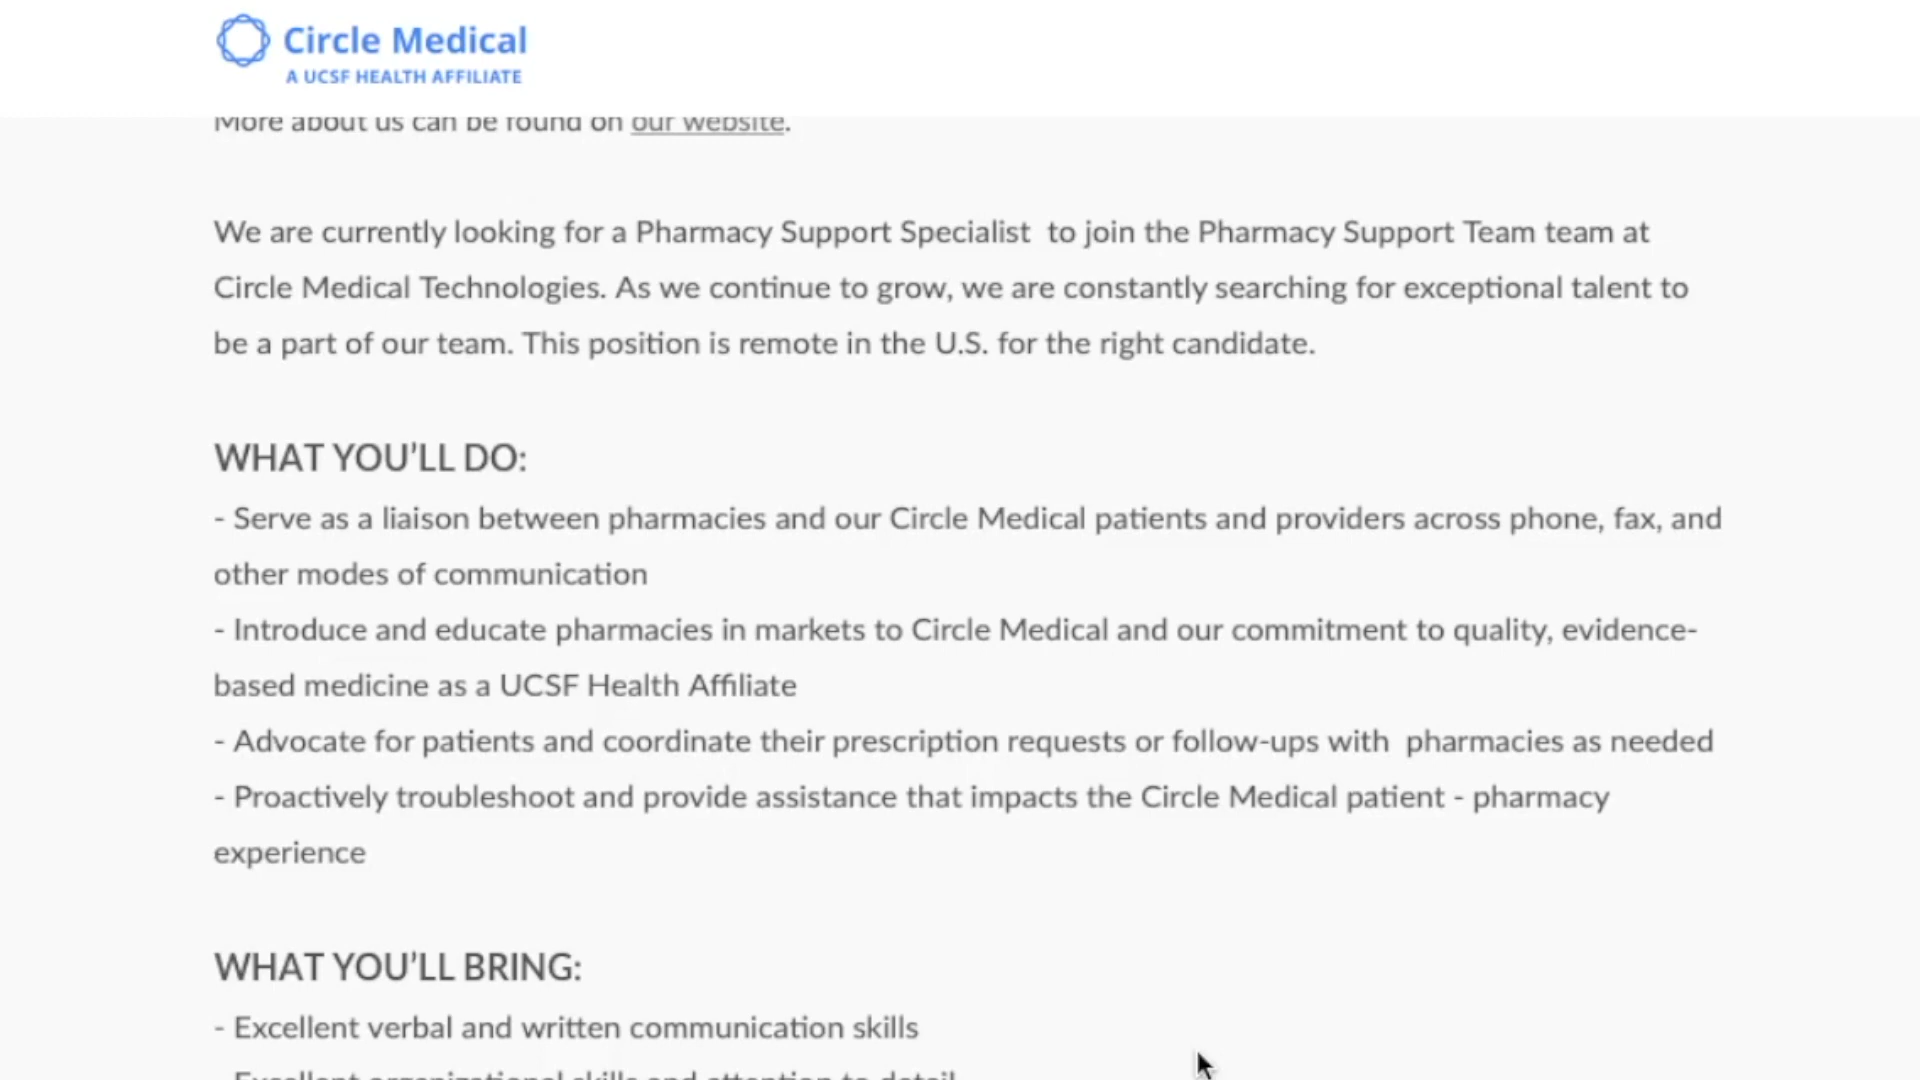 Circle Medical
A UCSF HEALTH AFFILIATE
More about us can be found on our website.
We are currently looking for a Pharmacy Support Specialist  to join the Pharmacy Support Team team at
Circle Medical Technologies. As we continue to grow, we are constantly searching for exceptional talent to
be a part of our team. This position is remote in the U.S. for the right candidate.
WHAT YOU’LL DO:
- Serve as a liaison between pharmacies and our Circle Medical patients and providers across phone, fax, and
other modes of communication
- Introduce and educate pharmacies in markets to Circle Medical and our commitment to quality, evidence-
based medicine as a UCSF Health Affiliate
- Advocate for patients and coordinate their prescription requests or follow-ups with  pharmacies as needed
- Proactively troubleshoot and provide assistance that impacts the Circle Medical patient - pharmacy
experience
WHAT YOU’LL BRING:
- Excellent verbal and written communication skills
- Excellent organizational skills and attention to detail